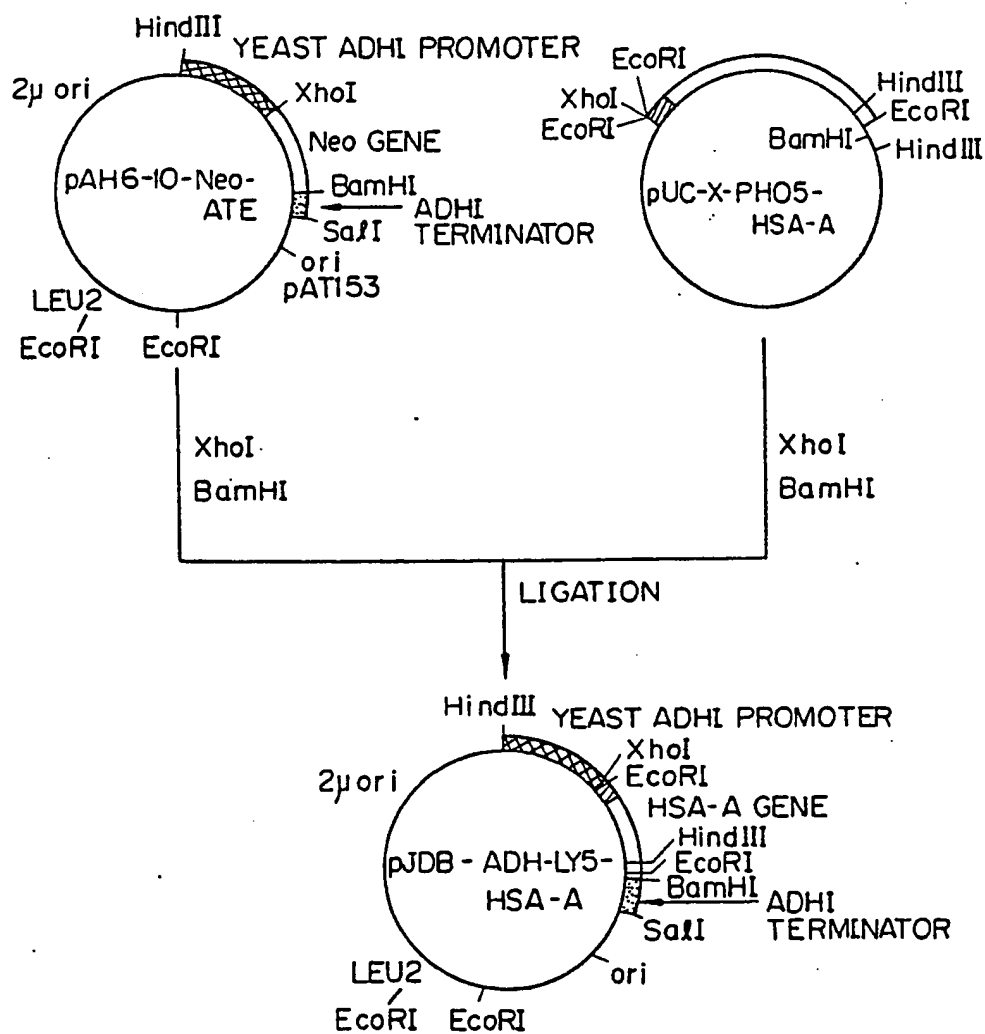 HindIII
YEAST ADHI PROMOTER
2μ ori
XhoI
Neo GENE
pAH6-10-Neo-
ATE
BamHI
ADHI
TERMINATOR
SalI
ori
pAT153
LEU2
EcoRI
EcoRI
EcoRI
XhoI
EcoRI
HindIII
EcoRI
BamHI
HindIII
pUC-X-PHO5-
HSA-A
XhoI
BamHI
XhoI
BamHI
LIGATION
HindIII
YEAST ADHI PROMOTER
XhoI
EcoRI
2μ ori
HSA-A GENE
HindIII
EcoRI
BamHI
pJDB-ADH-LY5-
HSA-A
ADHI
TERMINATOR
SalI
ori
LEU2
EcoRI
EcoRI